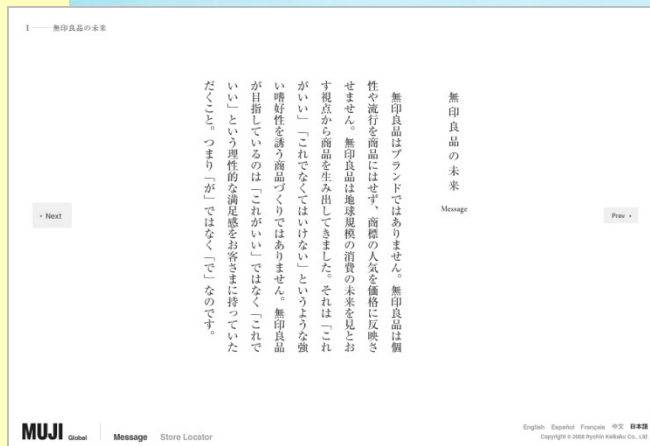 I 無印良品の未来
無印良品の未来
Message
無印良品はブランドではありません。無印良品は個
性や流行を商品にはせず、商標の人気を価格に反映さ
せません。無印良品は地球規模の消費の未来を見とお
す視点から商品を生み出してきました。それは「これ
がいい」「これでなくてはいけない」というような強
い嗜好性を誘う商品づくりではありません。無印良品
が目指しているのは「これがいい」ではなく「これで
いい」という理性的な満足感をお客さまに持っていた
だくこと。つまり「が」ではなく「で」なのです。
Next
Prev
MUJI Global Message Store Locator
English Español Français 中文 日本語
Copyright © 2008 Ryohin Keikaku Co., Ltd.